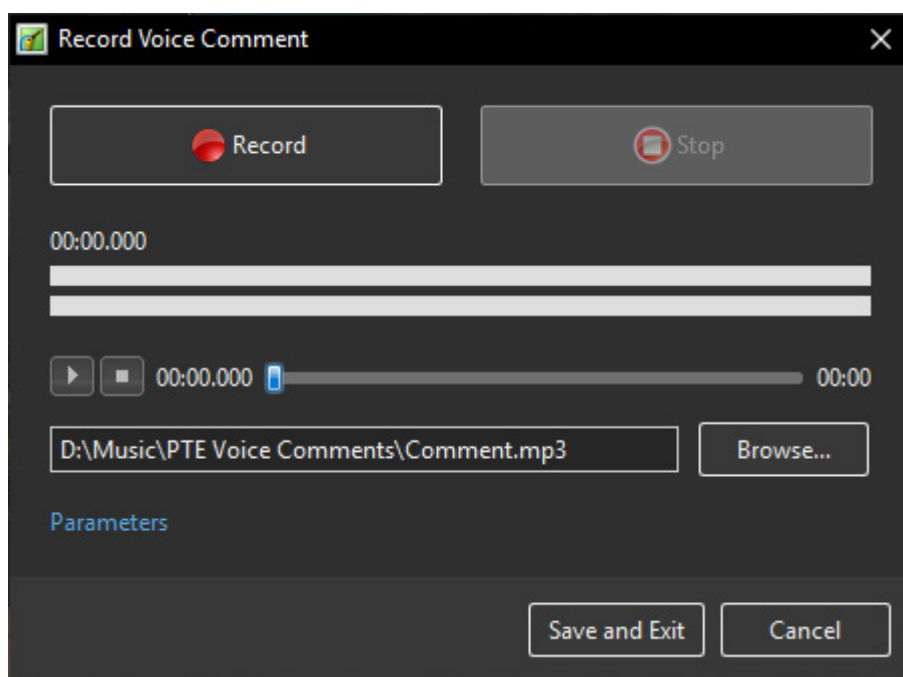 Record Voice Comment
Record
Stop
00:00.000
00:00.000
00:00
D:\Music\PTE Voice Comments\Comment.mp3
Browse...
Parameters
Save and Exit
Cancel